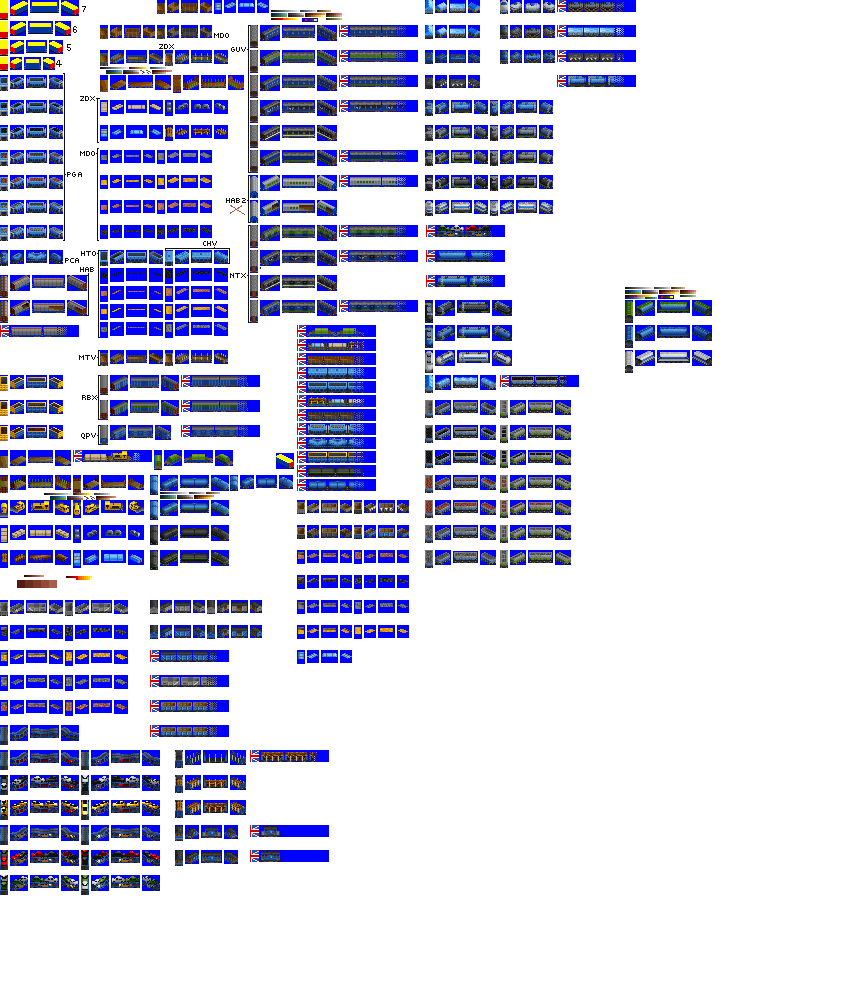 7
6
5
4
MDO
ZDX
GUV
>>
ZDX
MDO
PGA
HAB2
CHV
HTO
PCA
HAB
NTX
MTV
RBX
QPV
>>